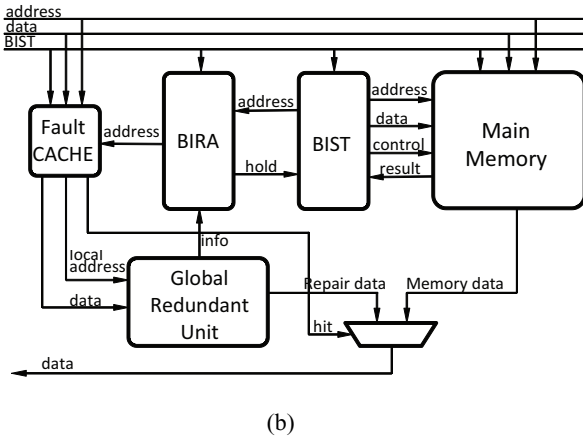 address
data
BIST
Fault
CACHE
address
BIRA
address
hold
BIST
address
data
control
result
Main
Memory
info
local
address
data
Global
Redundant
Unit
Repair data
Memory data
hit
data
(b)